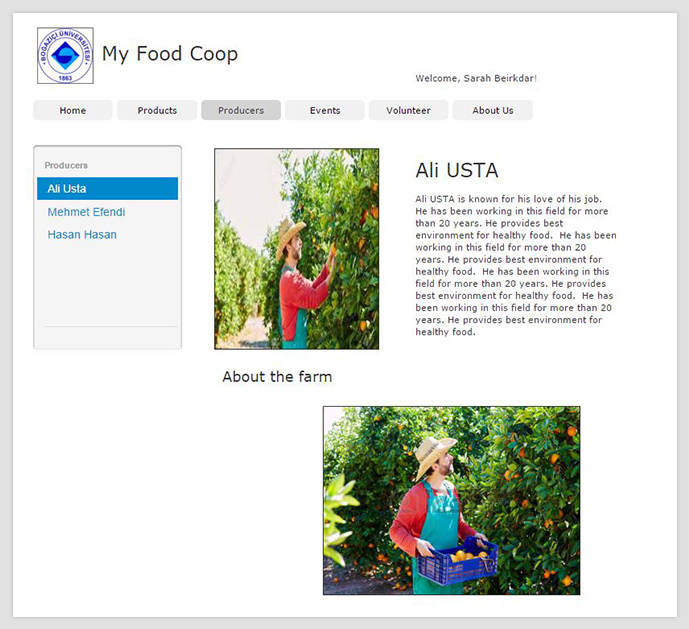 BOĞAZİÇİ ÜNİVERSİTESİ
1863
My Food Coop
Welcome, Sarah Beirkdar!
Home
Products
Producers
Events
Volunteer
About Us
Producers
Ali Usta
Mehmet Efendi
Hasan Hasan
Ali USTA
Ali USTA is known for his love of his job.
He has been working in this field for more
than 20 years. He provides best
environment for healthy food.  He has been
working in this field for more than 20
years. He provides best environment for
healthy food.  He has been working in this
field for more than 20 years. He provides
best environment for healthy food.  He has
been working in this field for more than 20
years. He provides best environment for
healthy food.
About the farm